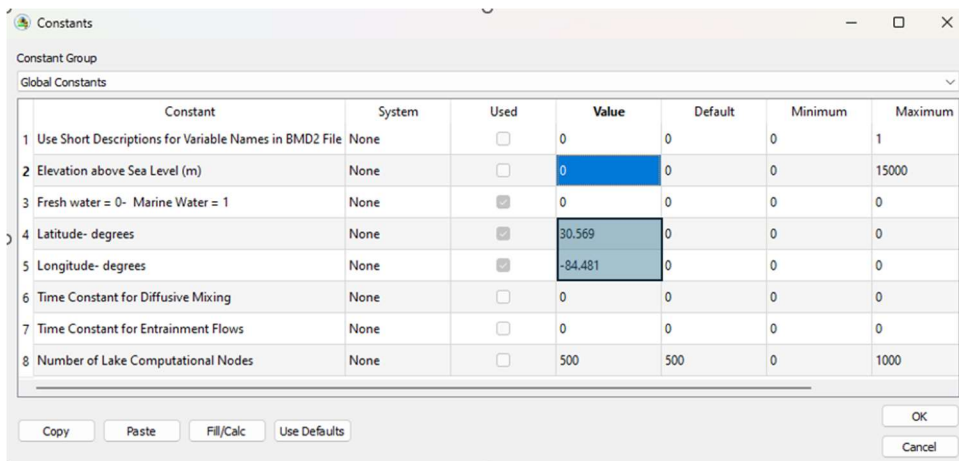 Constants
Constant Group
Global Constants
Constant System Used Value Default Minimum Maximum
1 Use Short Descriptions for Variable Names in BMD2 File None 0 0 0 1
2 Elevation above Sea Level (m) None 0 0 0 15000
3 Fresh water = 0- Marine Water = 1 None 0 0 0 0
4 Latitude- degrees None 30.569 0 0 0
5 Longitude- degrees None -84.481 0 0 0
6 Time Constant for Diffusive Mixing None 0 0 0 0
7 Time Constant for Entrainment Flows None 0 0 0 0
8 Number of Lake Computational Nodes None 500 500 0 1000
Copy Paste Fill/Calc Use Defaults
OK
Cancel